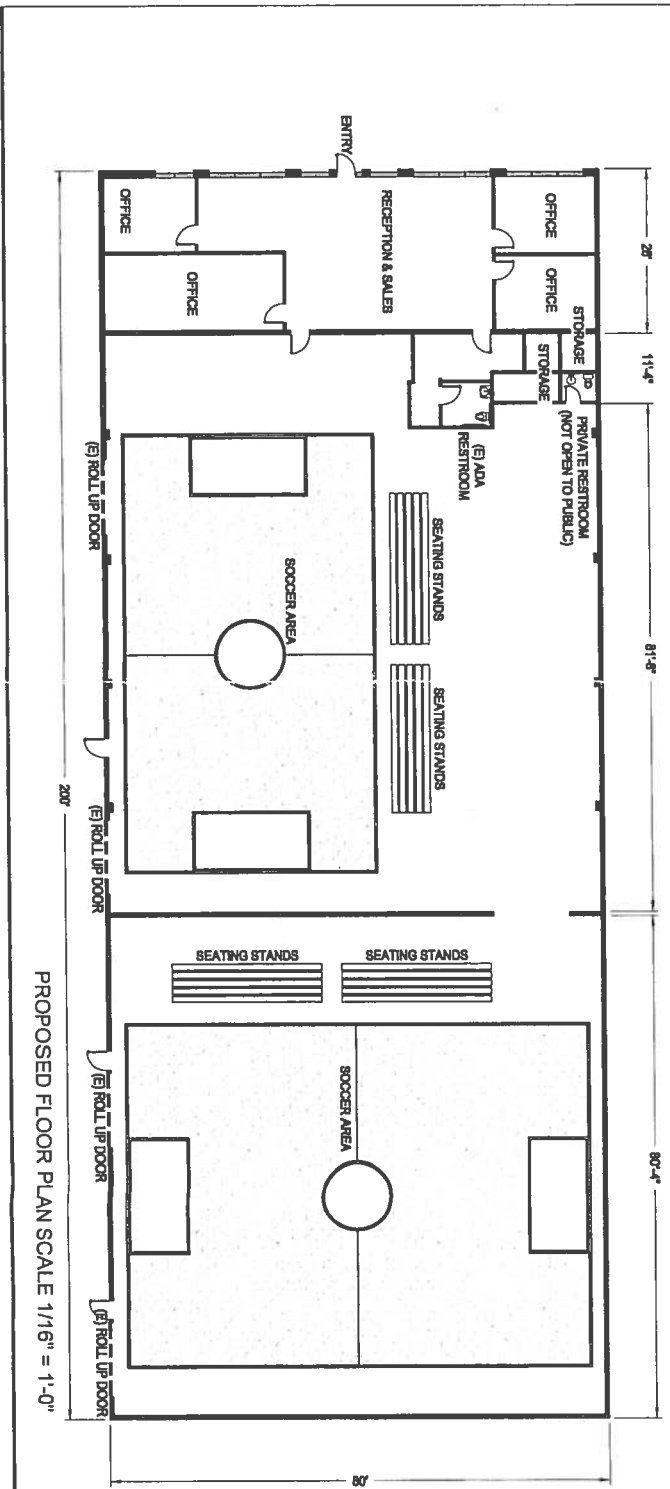 ENTRY
OFFICE
RECEPTION & SALES
OFFICE
OFFICE
OFFICE
26'
STORAGE
STORAGE
11'-4"
PRIVATE RESTROOM
(NOT OPEN TO PUBLIC)
(E) ADA
RESTROOM
(E) ROLL UP DOOR
SEATING STANDS
SOCCER AREA
SEATING STANDS
81'-8"
200'
(E) ROLL UP DOOR
SEATING STANDS
SEATING STANDS
SOCCER AREA
80'-4"
(E) ROLL UP DOOR
(E) ROLL UP DOOR
80'
PROPOSED FLOOR PLAN SCALE 1/16" = 1'-0"